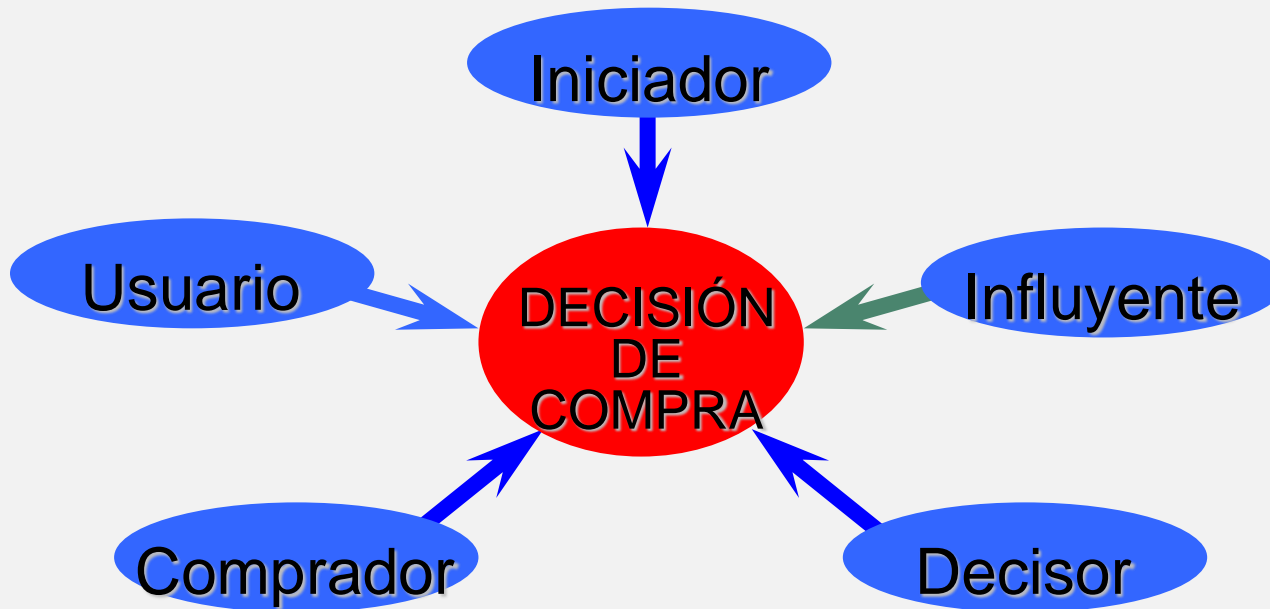 Iniciador
Usuario
Influyente
DECISIÓN
DE
COMPRA
Comprador
Decisor